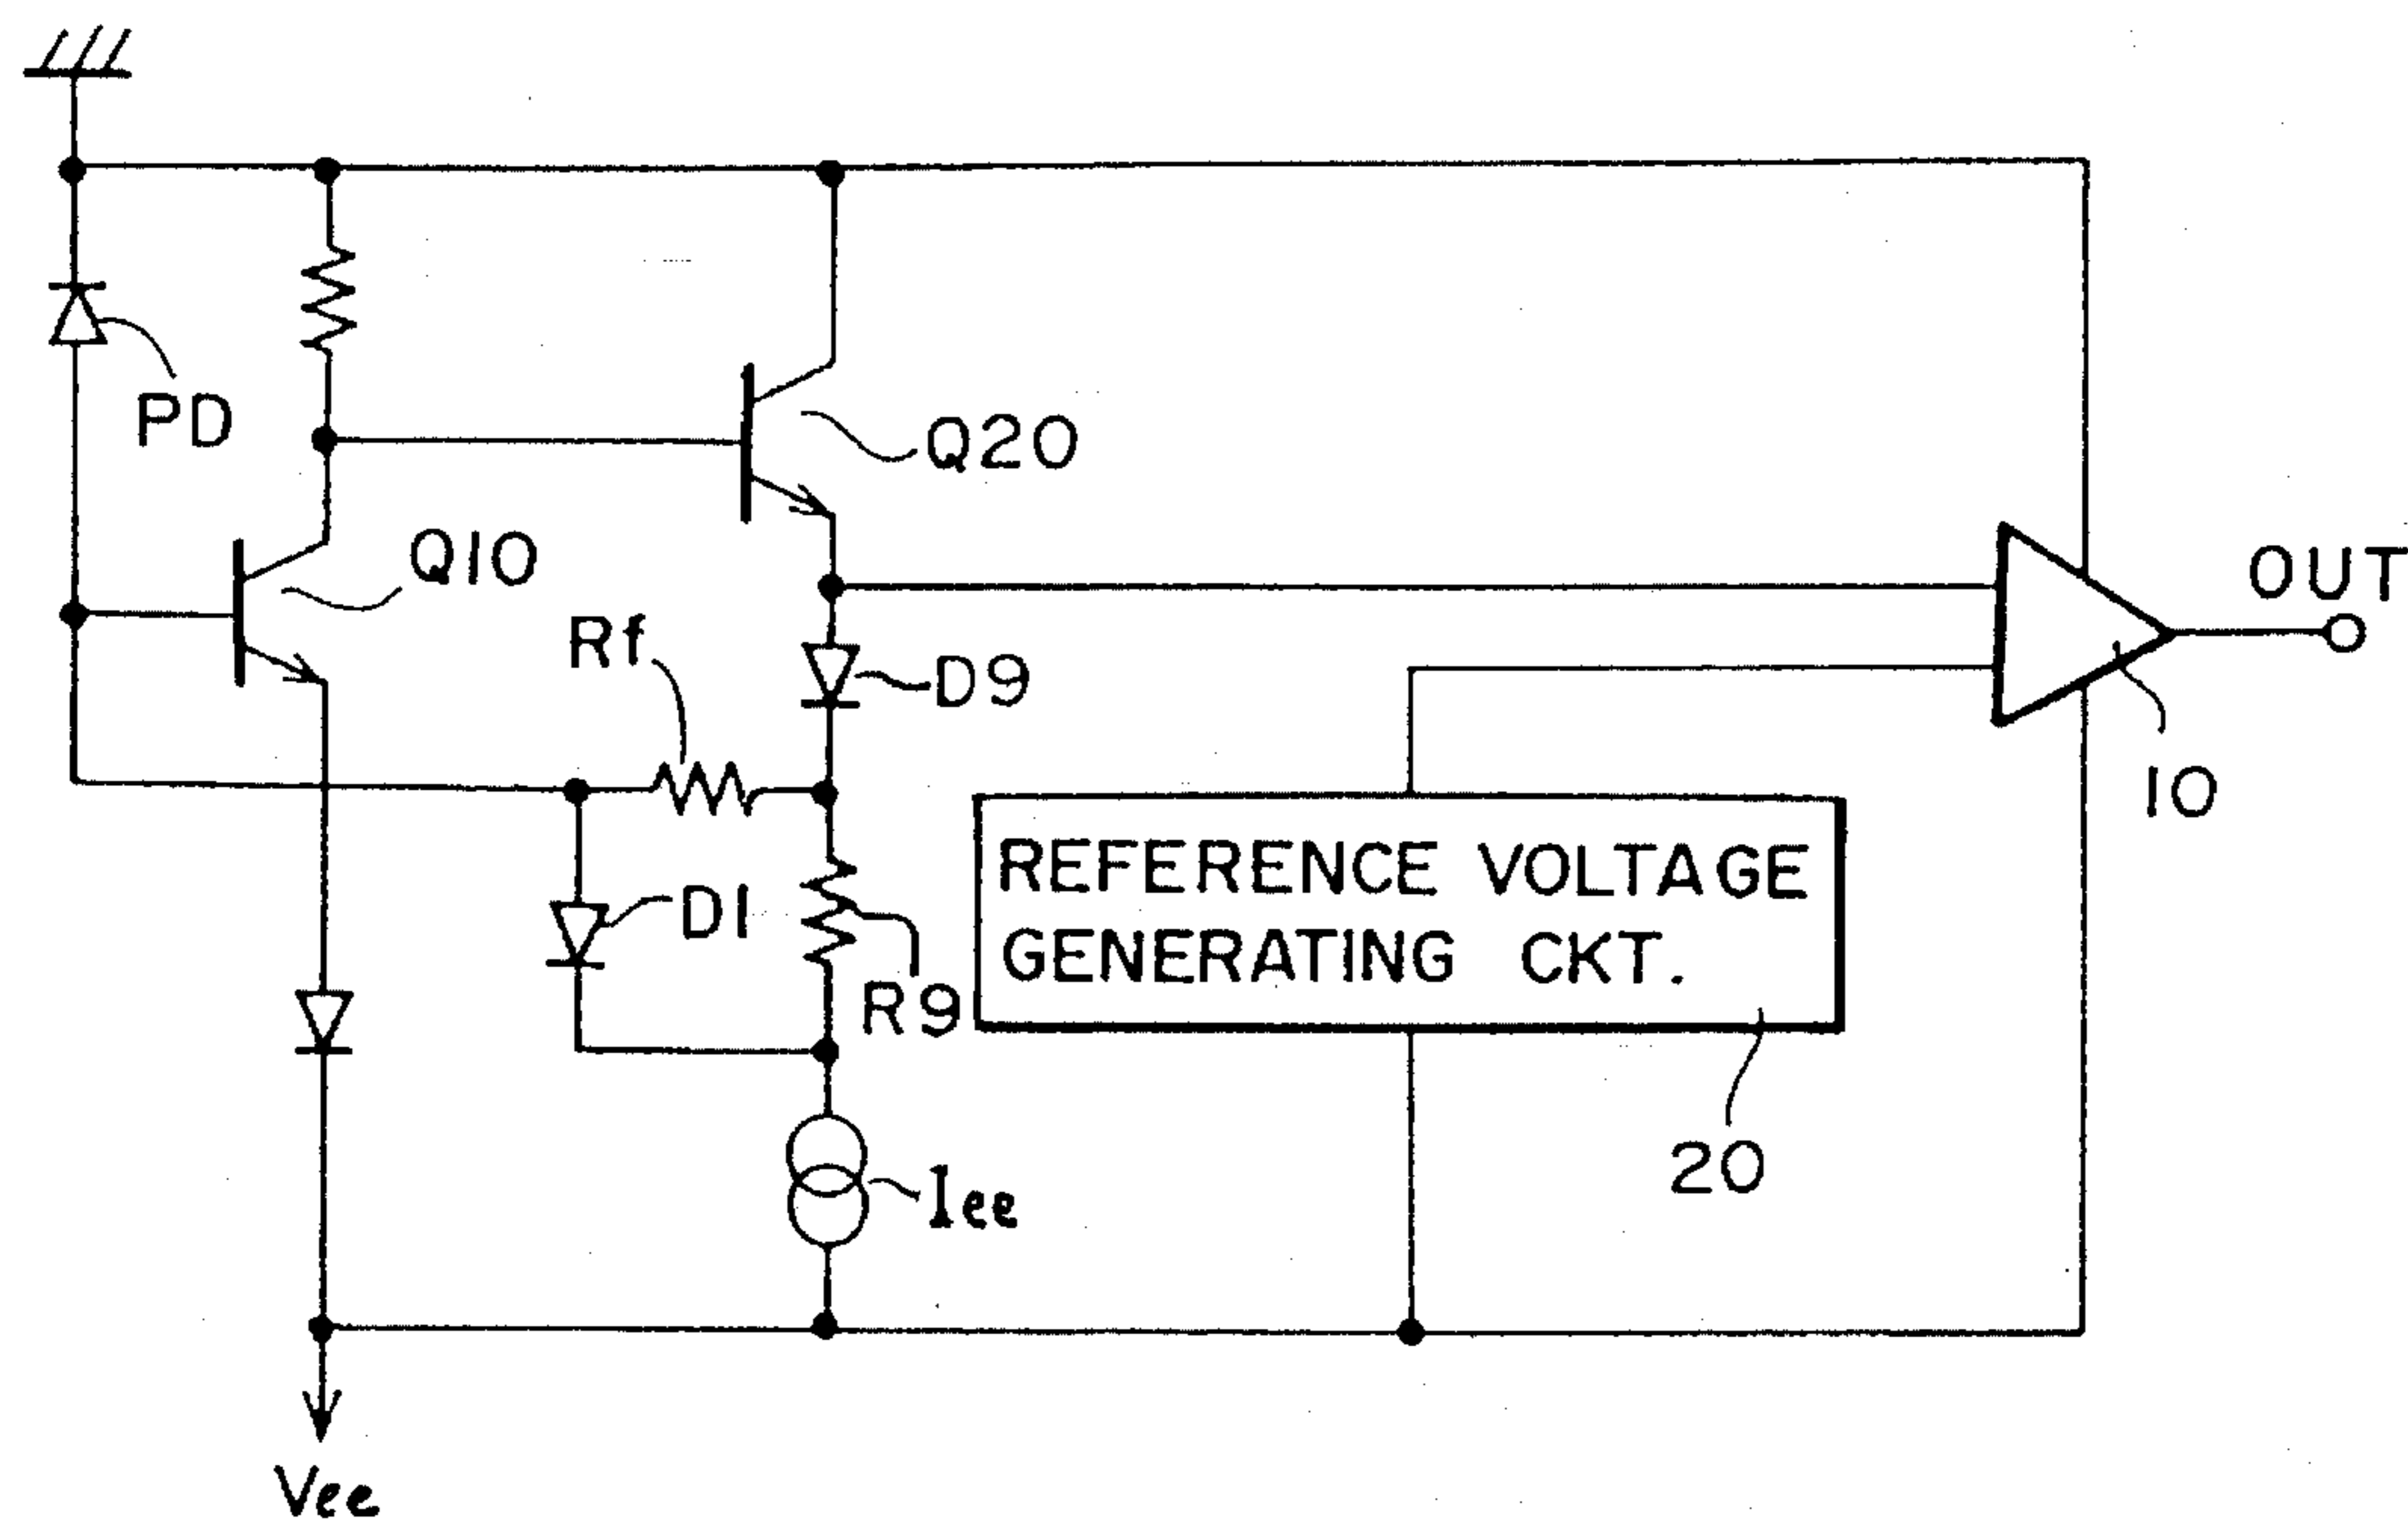 PD
Q20
Q10
OUT
Rf
D9
10
REFERENCE VOLTAGE
GENERATING CKT.
D1
R9
20
Iee
Vee